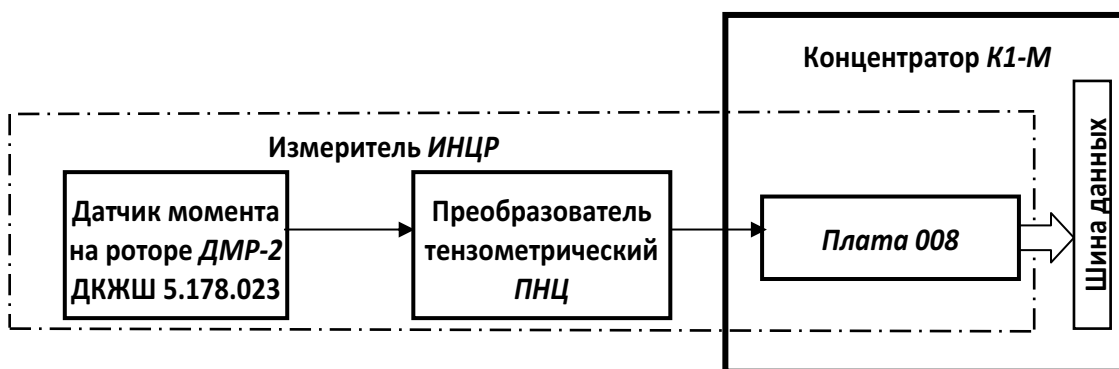 Концентратор К1-М
Измеритель ИНЦР
Датчик момента
на роторе ДМР-2
ДКЖШ 5.178.023
Преобразователь
тензометрический
ПНЦ
Плата 008
Шина данных